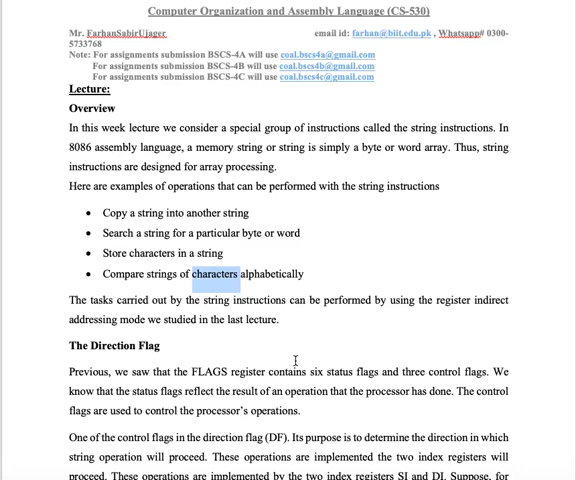 Computer Organization and Assembly Language (CS-530)
Mr. FarhanSabirUjager email id: farhan@biit.edu.pk , Whatsapp# 0300-
5733768
Note: For assignments submission BSCS-4A will use coal.bscs4a@gmail.com
For assignments submission BSCS-4B will use coal.bscs4b@gmail.com
For assignments submission BSCS-4C will use coal.bscs4c@gmail.com
Lecture:
Overview
In this week lecture we consider a special group of instructions called the string instructions. In
8086 assembly language, a memory string or string is simply a byte or word array. Thus, string
instructions are designed for array processing.
Here are examples of operations that can be performed with the string instructions
• Copy a string into another string
• Search a string for a particular byte or word
• Store characters in a string
• Compare strings of characters alphabetically
The tasks carried out by the string instructions can be performed by using the register indirect
addressing mode we studied in the last lecture.
The Direction Flag
Previous, we saw that the FLAGS register contains six status flags and three control flags. We
know that the status flags reflect the result of an operation that the processor has done. The control
flags are used to control the processor's operations.
One of the control flags in the direction flag (DF). Its purpose is to determine the direction in which
string operation will proceed. These operations are implemented the two index registers will
proceed. These operations are implemented by the two index registers SI and DI. Suppose, for